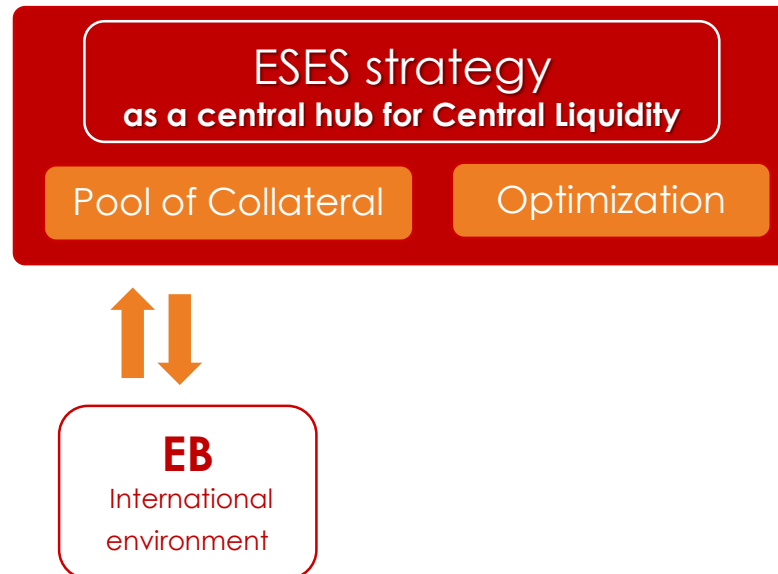 ESES strategy
as a central hub for Central Liquidity
Pool of Collateral
Optimization
EB
International
environment